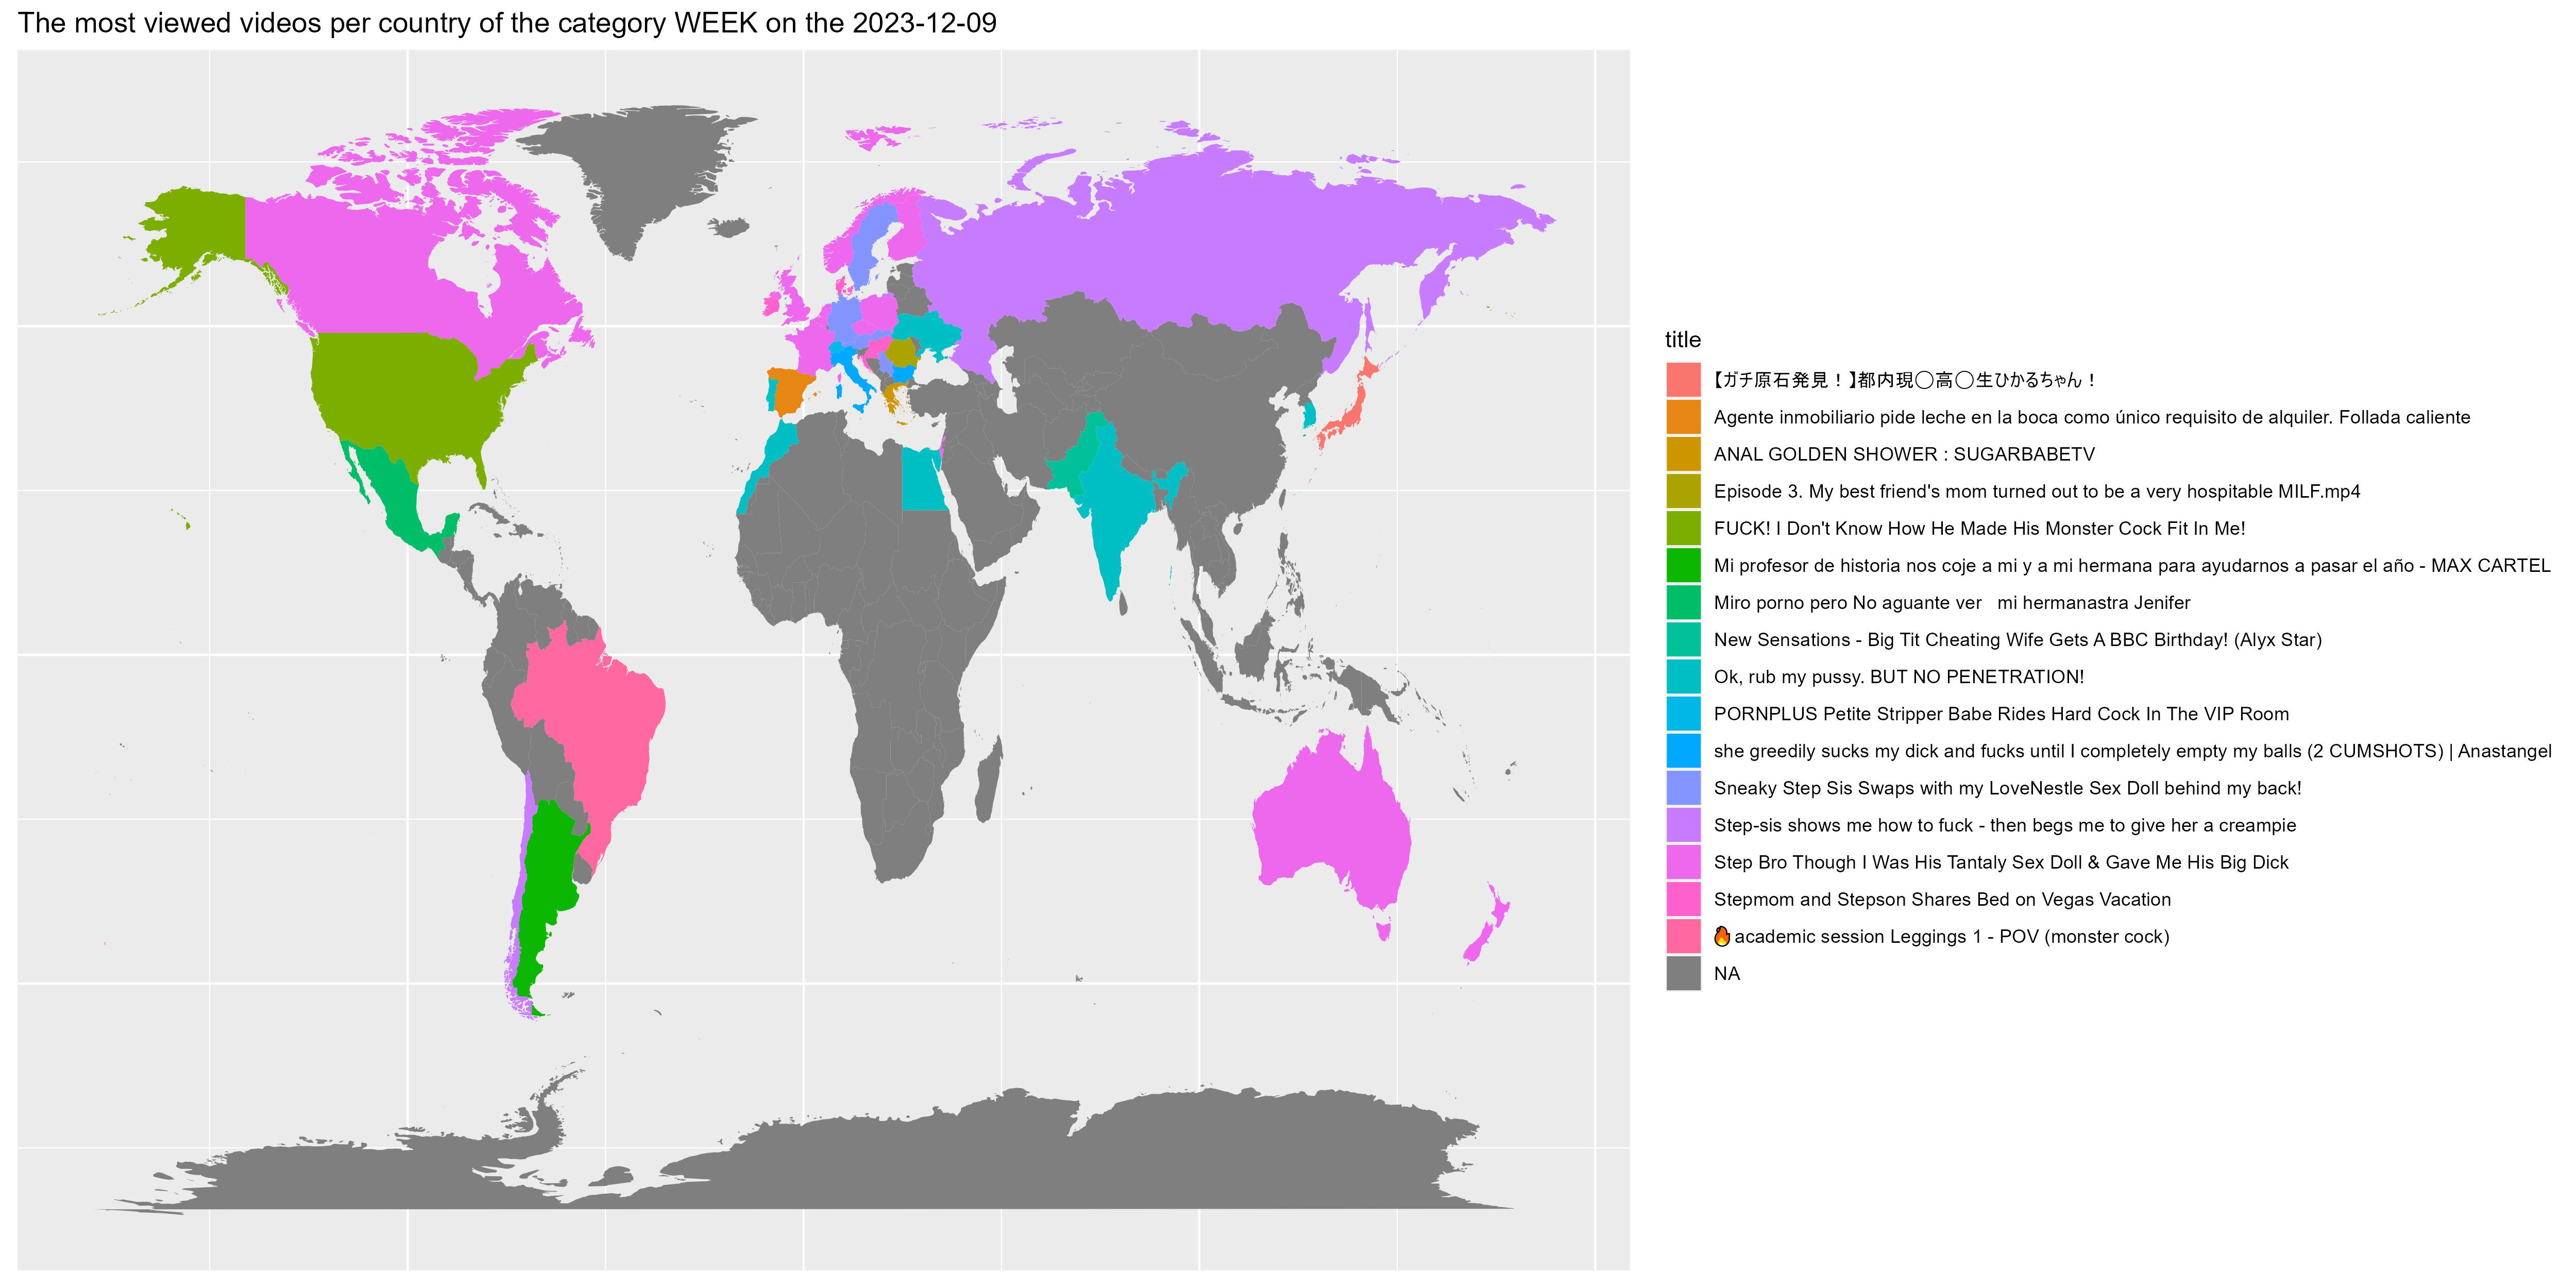 The most viewed videos per country of the category WEEK on the 2023-12-09
title
【ガチ原石発見！】都内現◯高◯生ひかるちゃん！
Agente inmobiliario pide leche en la boca como único requisito de alquiler. Follada caliente
ANAL GOLDEN SHOWER : SUGARBABETV
Episode 3. My best friend's mom turned out to be a very hospitable MILF.mp4
FUCK! I Don't Know How He Made His Monster Cock Fit In Me!
Mi profesor de historia nos coje a mi y a mi hermana para ayudarnos a pasar el año - MAX CARTEL
Miro porno pero No aguante ver   mi hermanastra Jenifer
New Sensations - Big Tit Cheating Wife Gets A BBC Birthday! (Alyx Star)
Ok, rub my pussy. BUT NO PENETRATION!
PORNPLUS Petite Stripper Babe Rides Hard Cock In The VIP Room
she greedily sucks my dick and fucks until I completely empty my balls (2 CUMSHOTS) | Anastangel
Sneaky Step Sis Swaps with my LoveNestle Sex Doll behind my back!
Step-sis shows me how to fuck - then begs me to give her a creampie
Step Bro Though I Was His Tantaly Sex Doll & Gave Me His Big Dick
Stepmom and Stepson Shares Bed on Vegas Vacation
🔥 academic session Leggings 1 - POV (monster cock)
NA